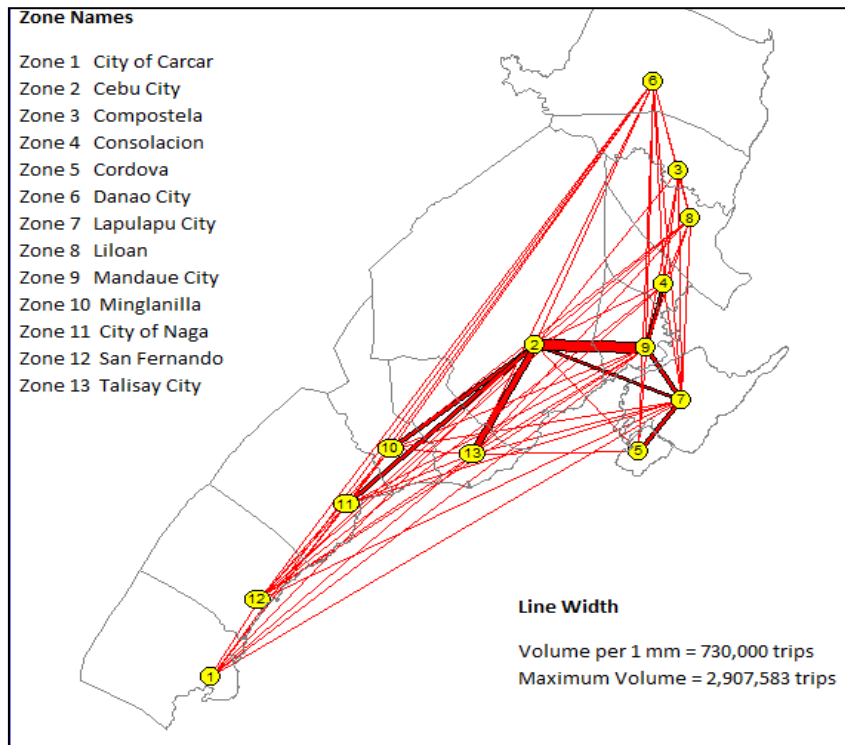 Zone Names
Zone 1 City of Carcar
Zone 2 Cebu City
Zone 3 Compostela
Zone 4 Consolacion
Zone 5 Cordova
Zone 6 Danao City
Zone 7 Lapulapu City
Zone 8 Liloan
Zone 9 Mandaue City
Zone 10 Minglanilla
Zone 11 City of Naga
Zone 12 San Fernando
Zone 13 Talisay City
6
3
8
4
2
9
7
10
13
5
11
12
1
Line Width
Volume per 1 mm = 730,000 trips
Maximum Volume = 2,907,583 trips